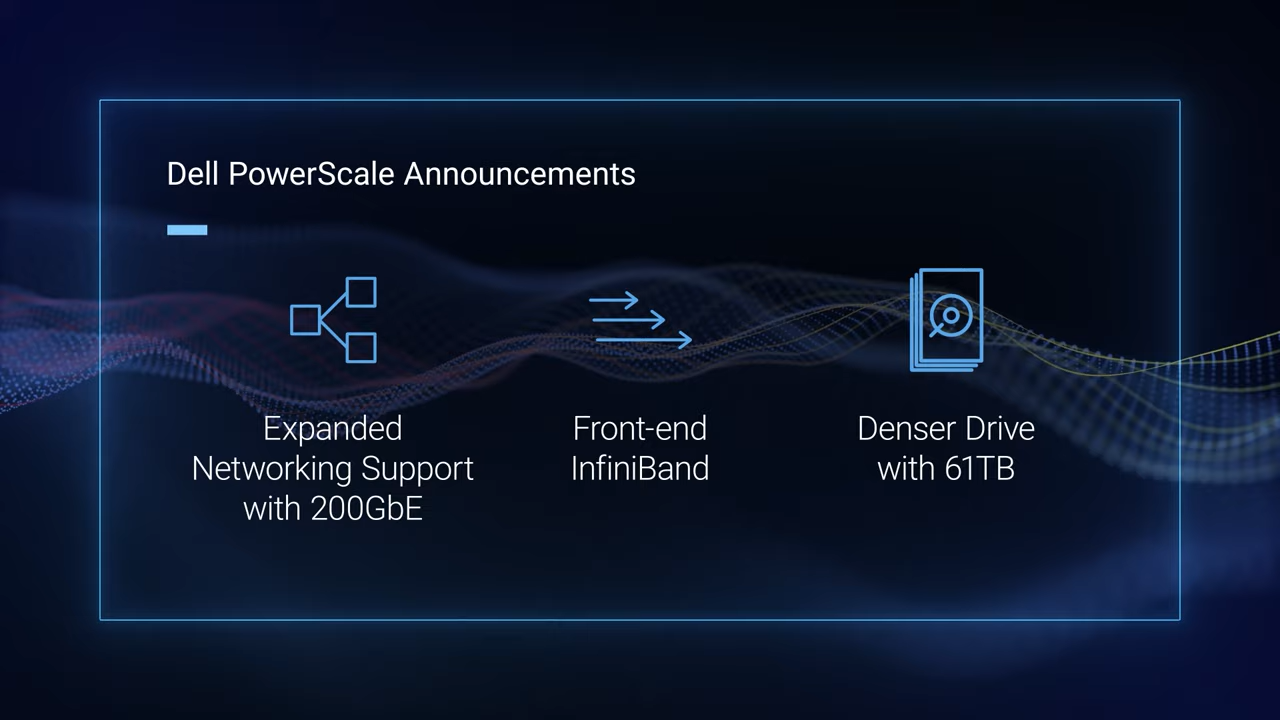 Dell PowerScale Announcements
Expanded
Networking Support
with 200GbE
Front-end
InfiniBand
Denser Drive
with 61TB